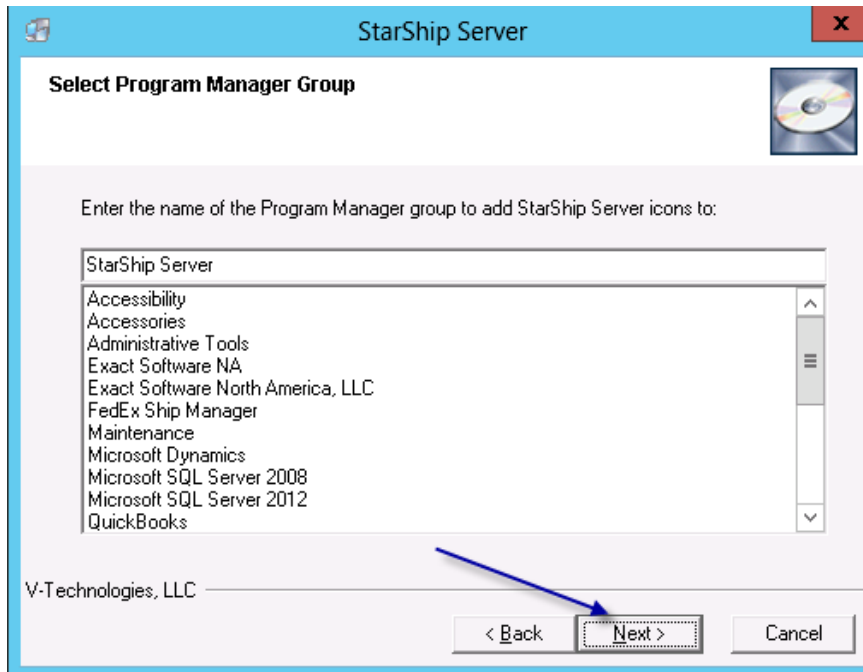 StarShip Server
x
Select Program Manager Group
Enter the name of the Program Manager group to add StarShip Server icons to:
StarShip Server
Accessibility
Accessories
Administrative Tools
Exact Software NA
Exact Software North America, LLC
FedEx Ship Manager
Maintenance
Microsoft Dynamics
Microsoft SQL Server 2008
Microsoft SQL Server 2012
QuickBooks
V-Technologies, LLC
< Back Next > Cancel